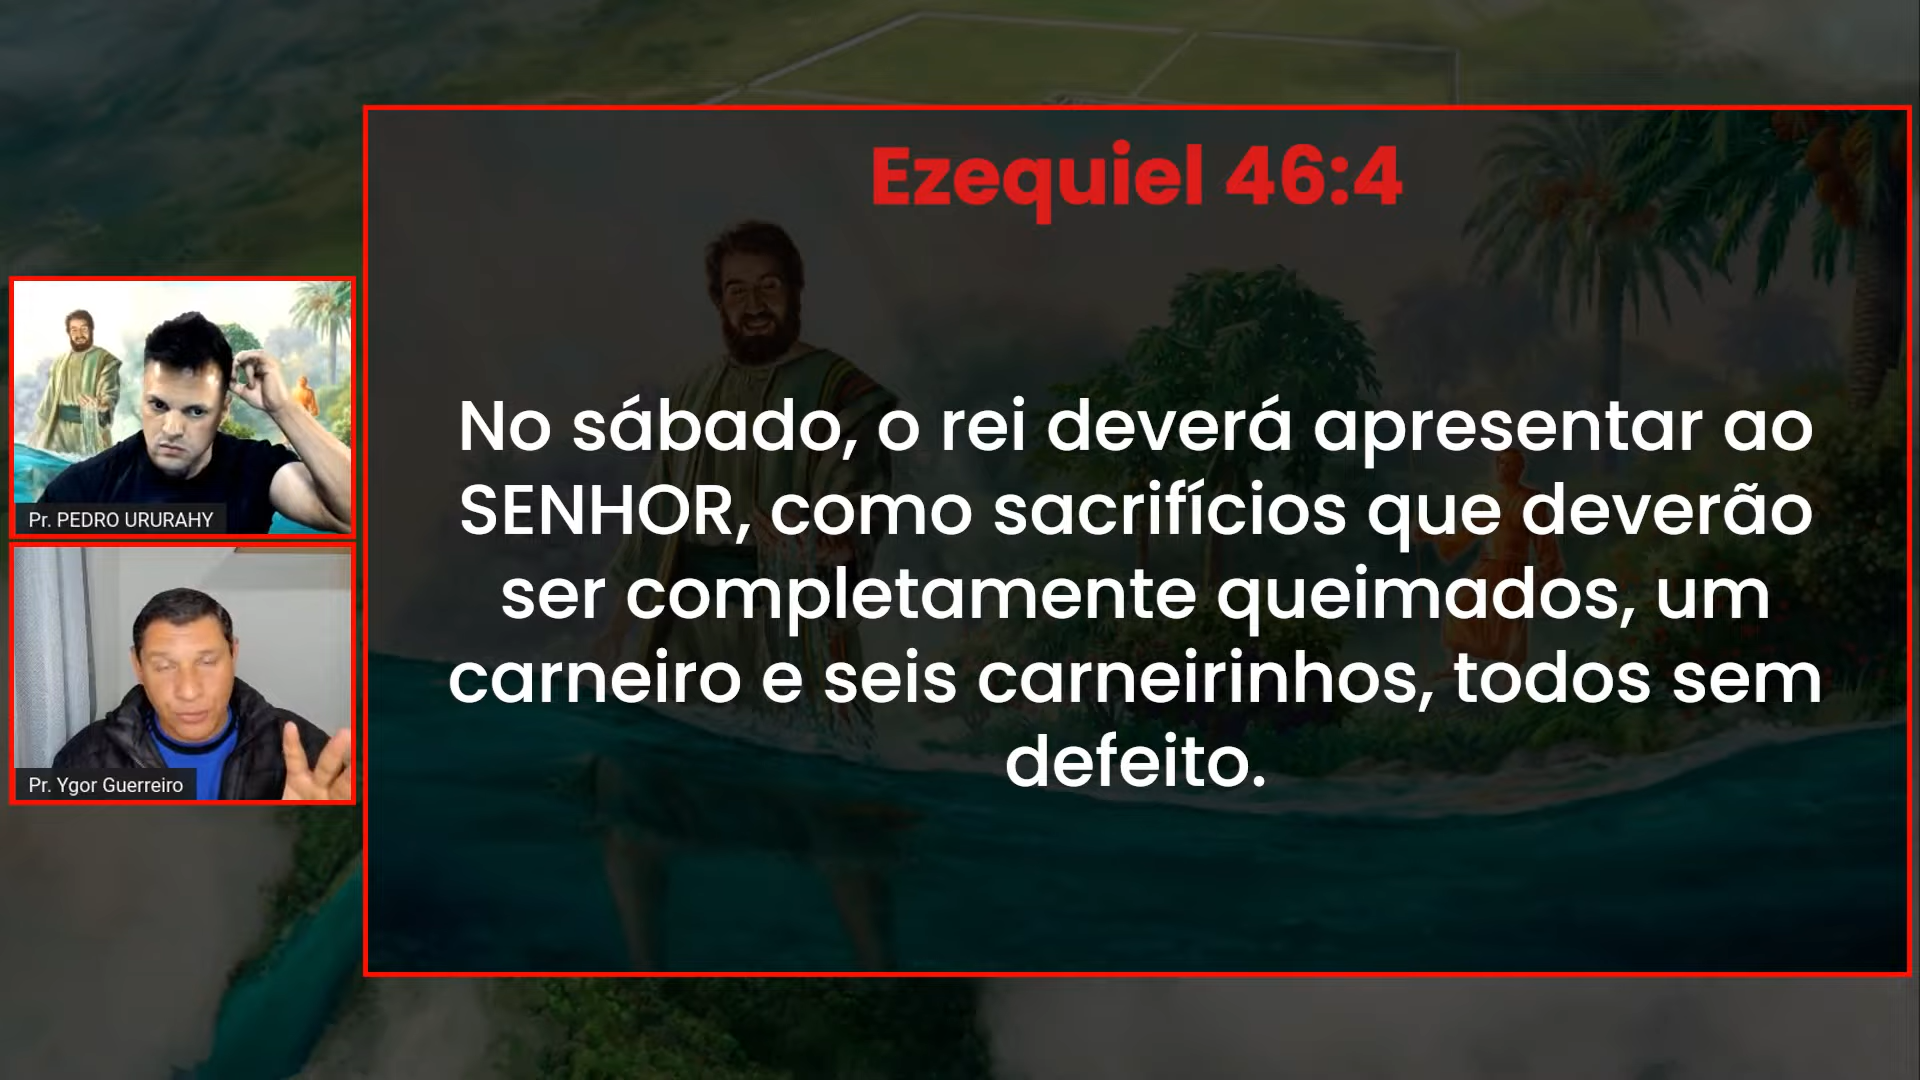 Ezequiel 46:4
No sábado, o rei deverá apresentar ao
SENHOR, como sacrifícios que deverão
ser completamente queimados, um
carneiro e seis carneirinhos, todos sem
defeito.
Pr. PEDRO URURAHY
Pr. Ygor Guerreiro